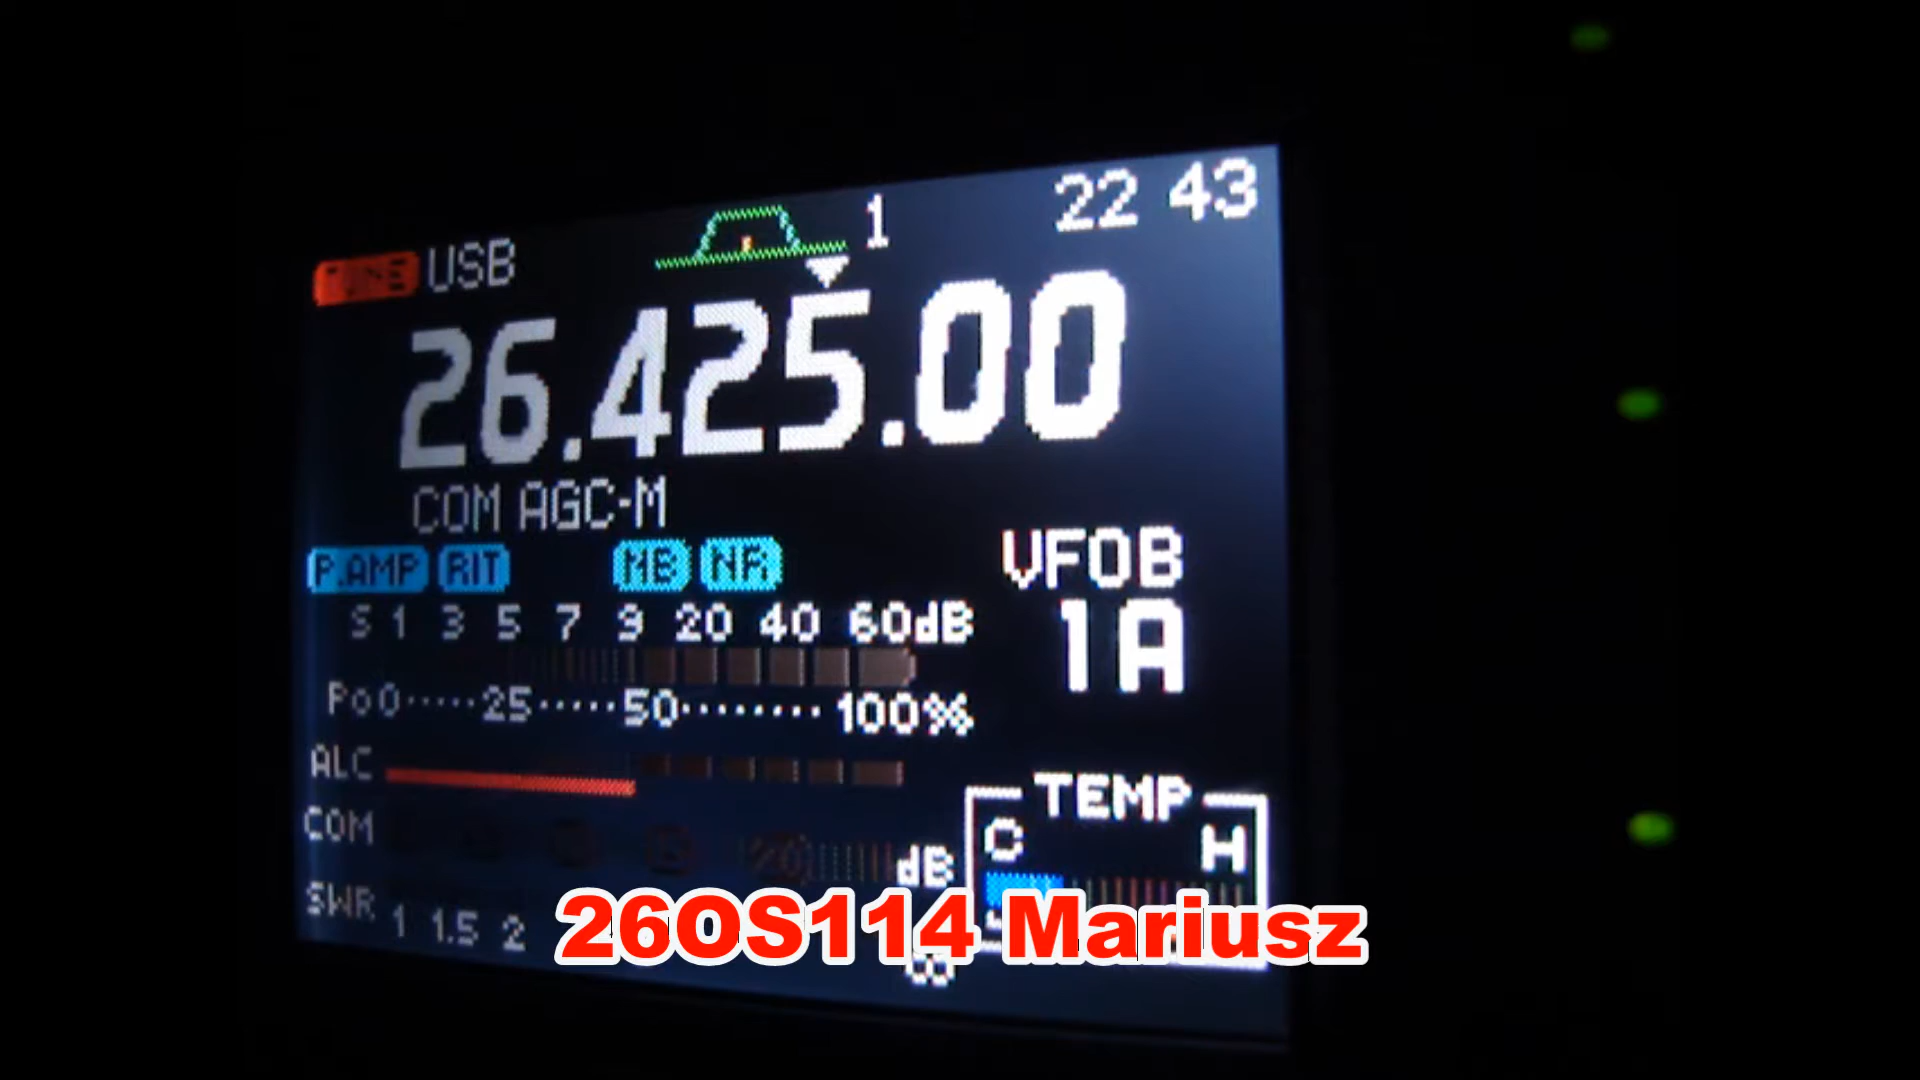 22 43
1
TUNE USB
26.425.00
COM AGC-M
P.AMP RIT NB NR
VFOB
1A
S 1 3 5 7 9 20 40 60dB
Po 0 25 50 100%
ALC
TEMP
C H
COM dB
SWR 1 1.5 2 ∞
26OS114 Mariusz